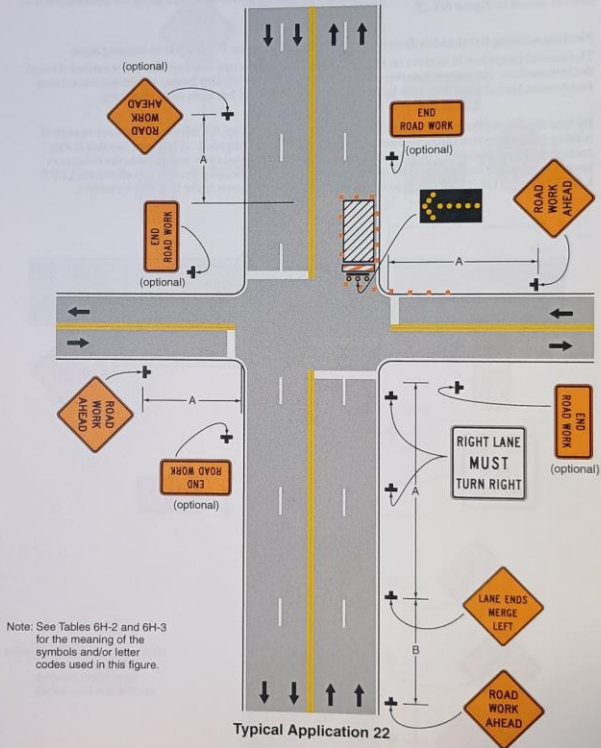 (optional)
ROAD
WORK
AHEAD
A
END
ROAD WORK
(optional)
END
ROAD WORK
(optional)
ROAD
WORK
AHEAD
A
ROAD
WORK
AHEAD
A
END
ROAD WORK
(optional)
END
ROAD WORK
(optional)
RIGHT LANE
MUST
TURN RIGHT
A
LANE ENDS
MERGE
LEFT
B
ROAD
WORK
AHEAD
Note: See Tables 6H-2 and 6H-3
for the meaning of the
symbols and/or letter
codes used in this figure.
Typical Application 22